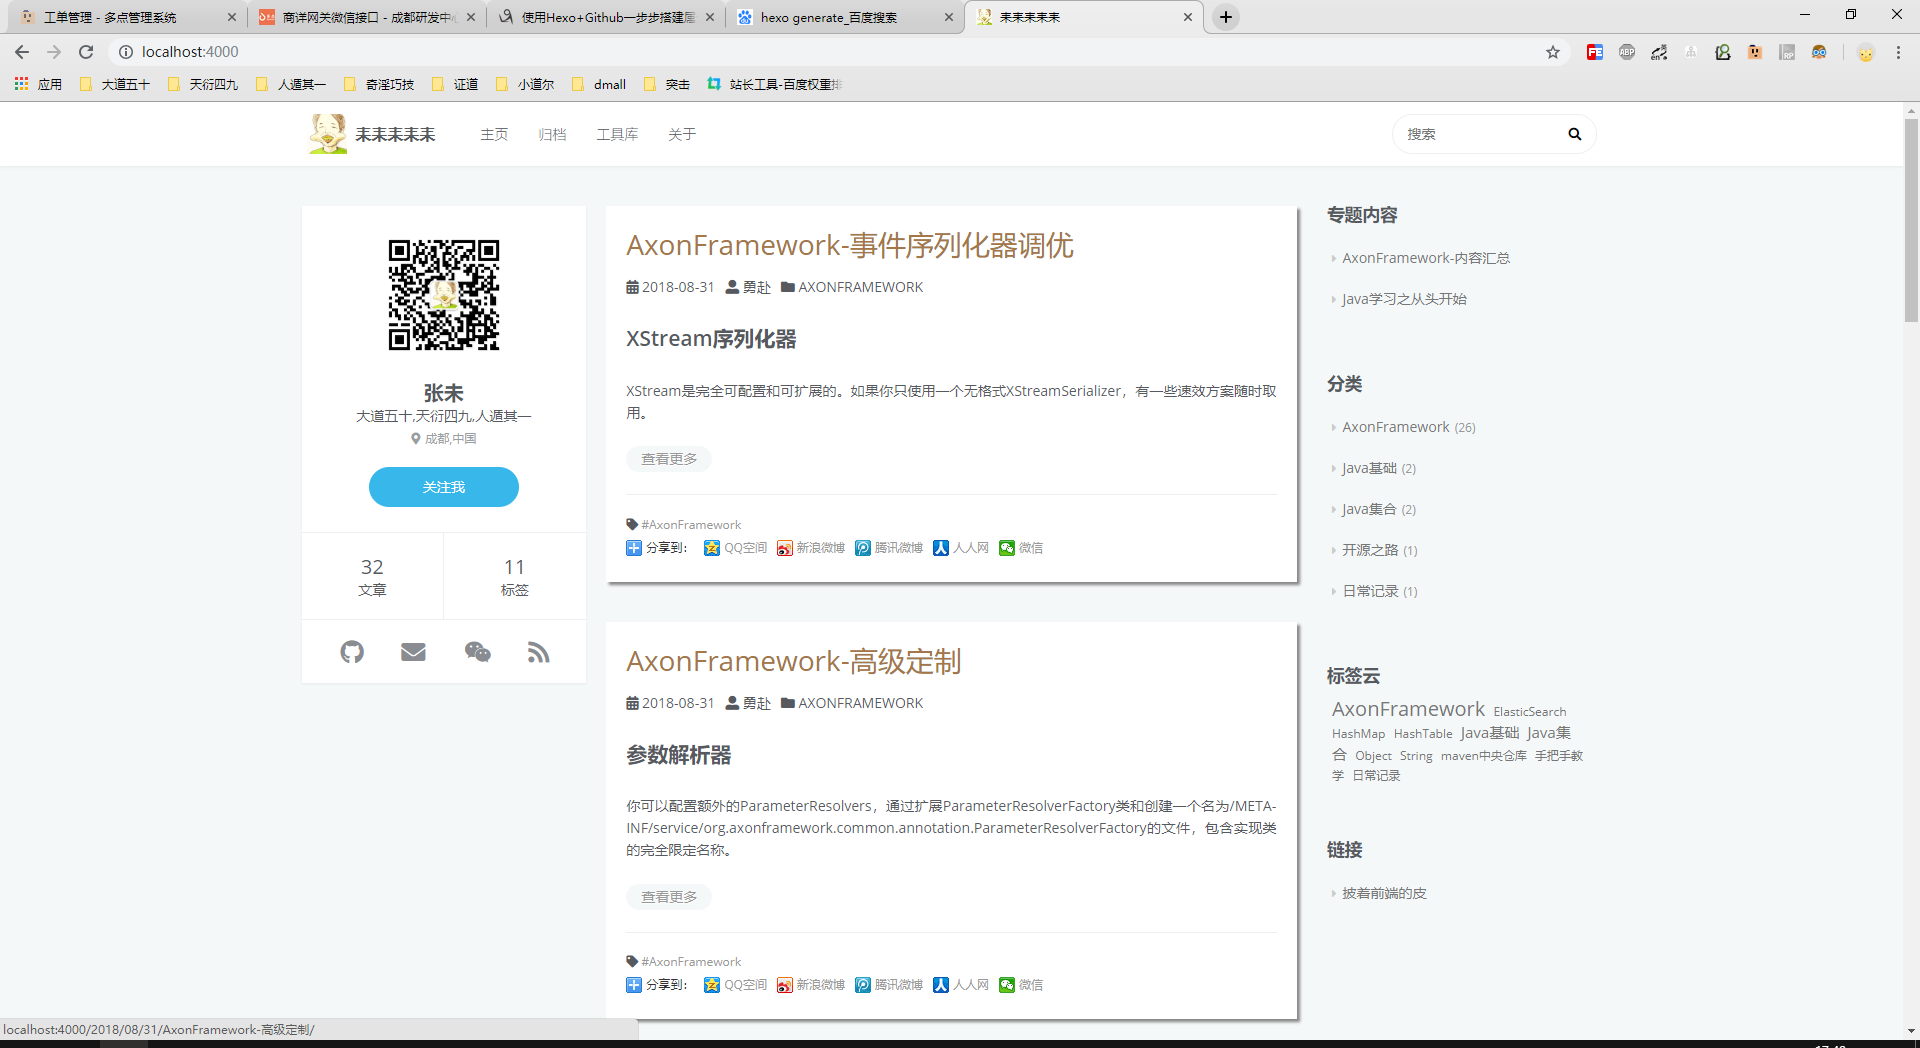 工单管理 - 多点管理系统
商详网关微信接口 - 成都研发中心
使用Hexo+Github一步步搭建属
hexo generate_百度搜索
耒耒耒耒耒
localhost:4000
应用
大道五十
天衍四九
人遁其一
奇淫巧技
证道
小道尔
dmall
突击
站长工具-百度权重排
耒耒耒耒耒
主页
归档
工具库
关于
搜索
张耒
大道五十,天衍四九,人遁其一
成都,中国
关注我
32
文章
11
标签
AxonFramework-事件序列化器调优
2018-08-31 勇赴 AXONFRAMEWORK
XStream序列化器
XStream是完全可配置和可扩展的。如果你只使用一个无格式XStreamSerializer，有一些速效方案随时取
用。
查看更多
#AxonFramework
分享到： QQ空间 新浪微博 腾讯微博 人人网 微信
AxonFramework-高级定制
2018-08-31 勇赴 AXONFRAMEWORK
参数解析器
你可以配置额外的ParameterResolvers，通过扩展ParameterResolverFactory类和创建一个名为/META-
INF/service/org.axonframework.common.annotation.ParameterResolverFactory的文件，包含实现类
的完全限定名称。
查看更多
#AxonFramework
分享到： QQ空间 新浪微博 腾讯微博 人人网 微信
专题内容
AxonFramework-内容汇总
Java学习之从头开始
分类
AxonFramework (26)
Java基础 (2)
Java集合 (2)
开源之路 (1)
日常记录 (1)
标签云
AxonFramework ElasticSearch
HashMap HashTable Java基础 Java集
合 Object String maven中央仓库 手把手教
学 日常记录
链接
披着前端的皮
localhost:4000/2018/08/31/AxonFramework-高级定制/